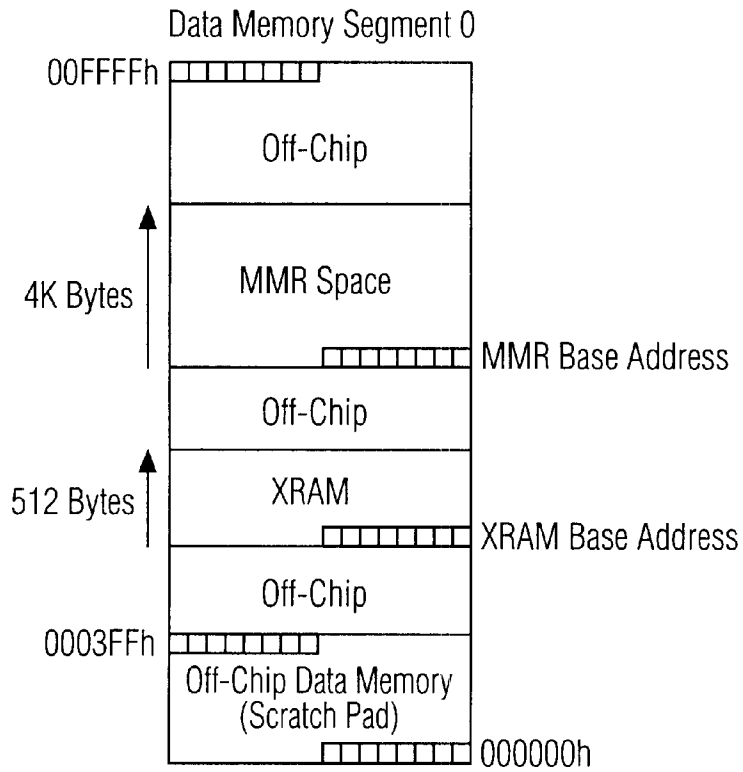 Data Memory Segment 0
00FFFFh
Off-Chip
4K Bytes
MMR Space
MMR Base Address
Off-Chip
512 Bytes
XRAM
XRAM Base Address
Off-Chip
0003FFh
Off-Chip Data Memory
(Scratch Pad)
000000h